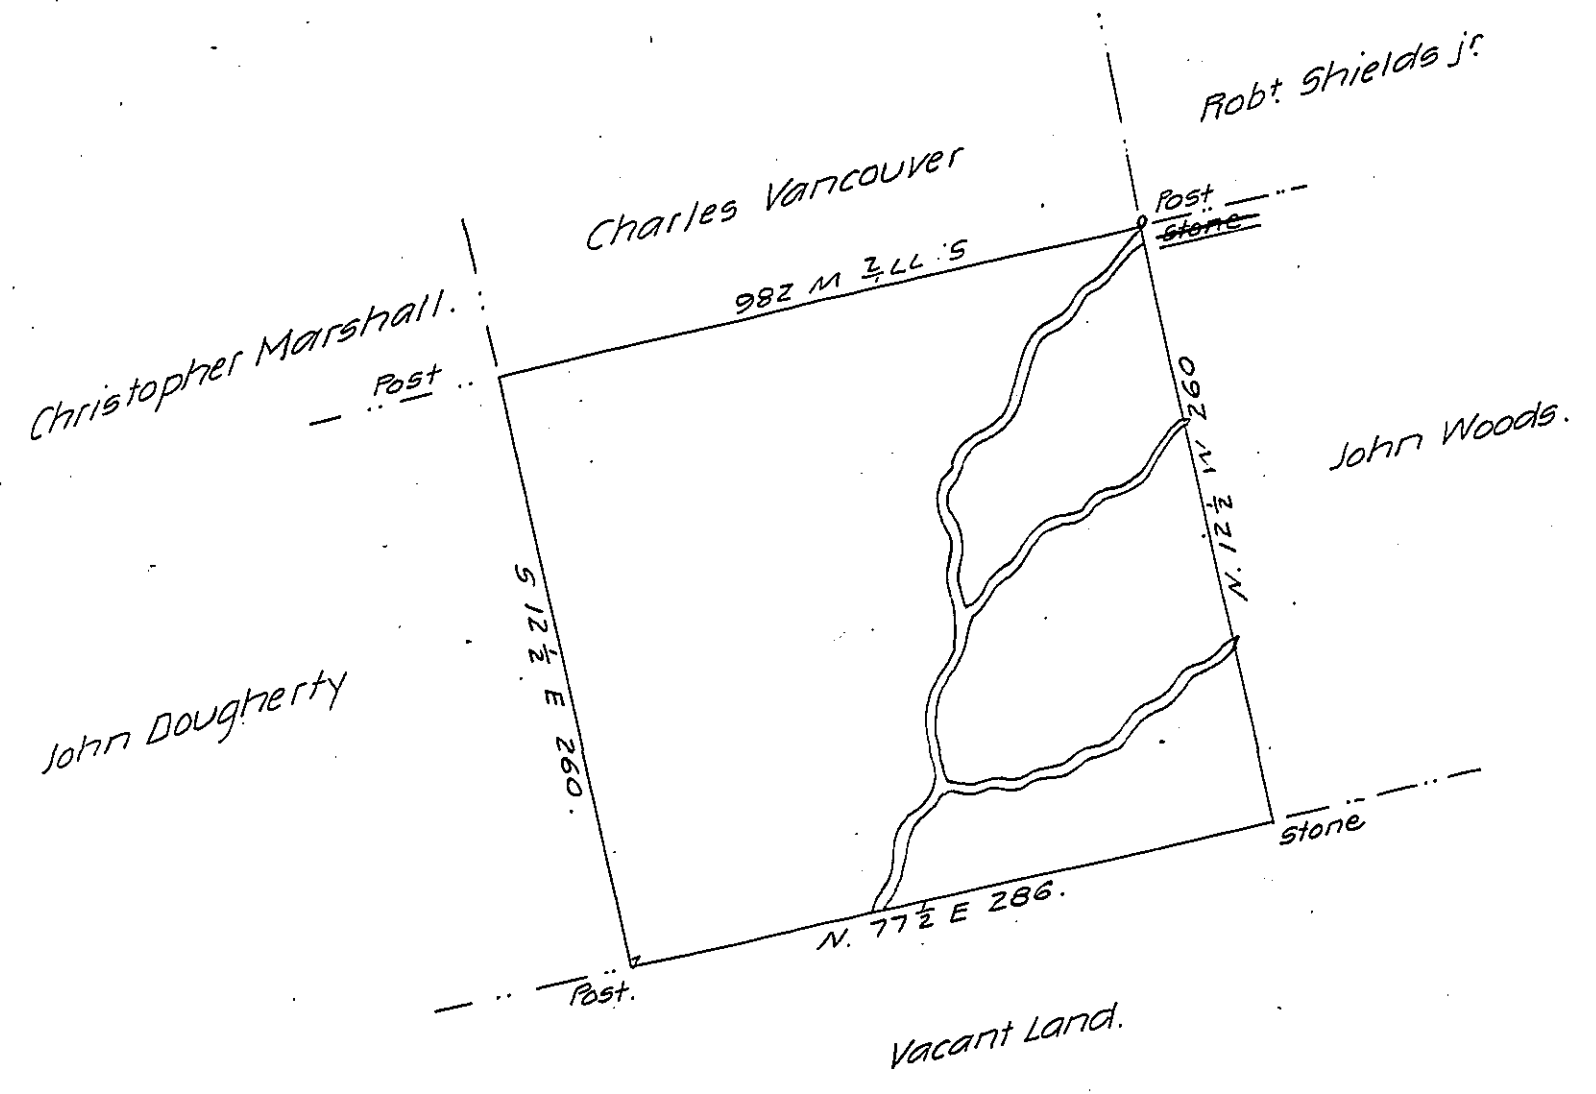 Robt. Shields jr.
Charles Vancouver
Post
stone
S. 77½ W 286
Christopher Marshall.
Post
N. 12½ W 260
John Woods.
S 12½ E 260.
John Dougherty
stone
N. 77½ E 286.
Post.
Vacant Land.